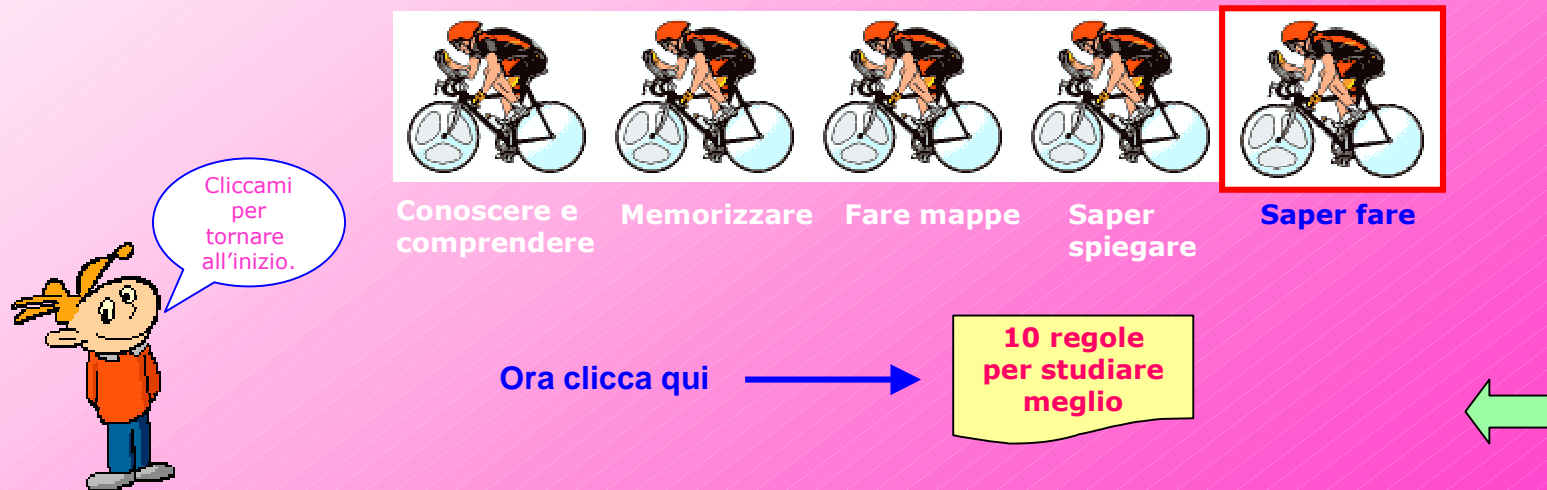 Cliccami
per
tornare
all’inizio.
Conoscere e
comprendere
Memorizzare
Fare mappe
Saper
spiegare
Saper fare
Ora clicca qui
10 regole
per studiare
meglio